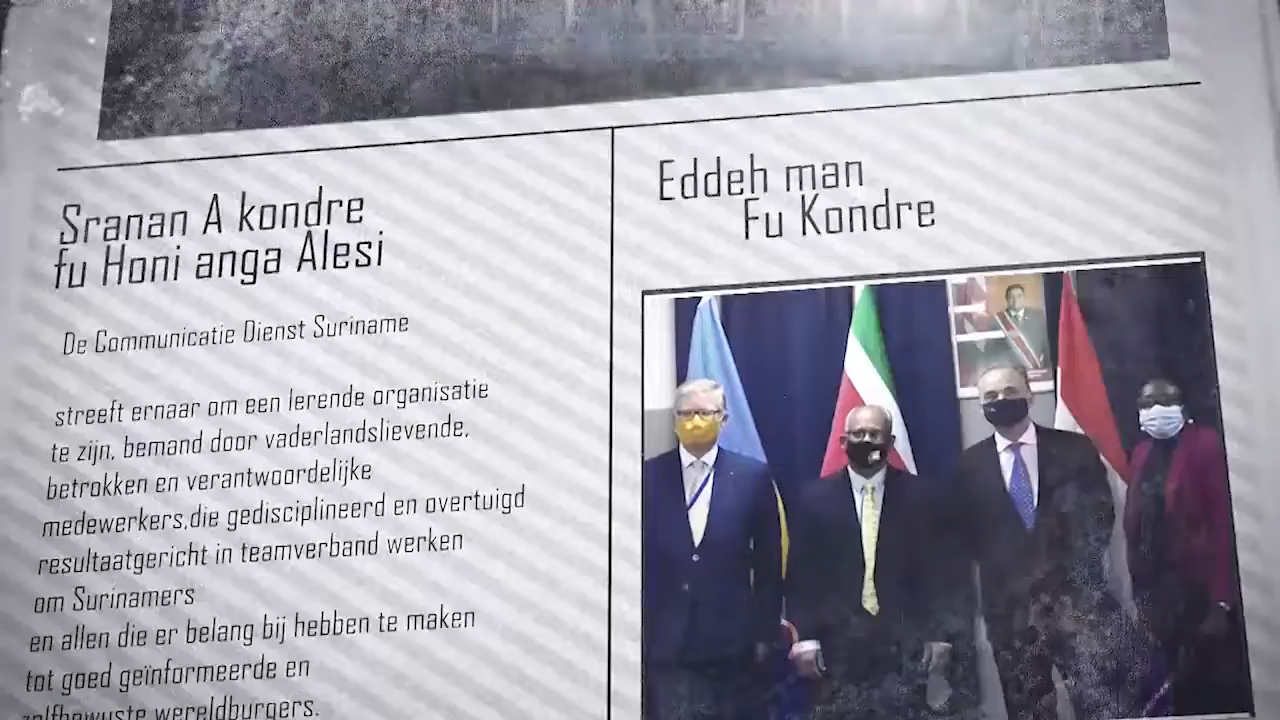 Sranan A kondre
fu Honi anga Alesi
De Communicatie Dienst Suriname
streeft ernaar om een lerende organisatie
te zijn, bemand door vaderlandslievende,
betrokken en verantwoordelijke
medewerkers,die gedisciplineerd en overtuigd
resultaatgericht in teamverband werken
om Surinamers
en allen die er belang bij hebben te maken
tot goed geïnformeerde en
zelfbewuste wereldburgers.
Eddeh man
Fu Kondre